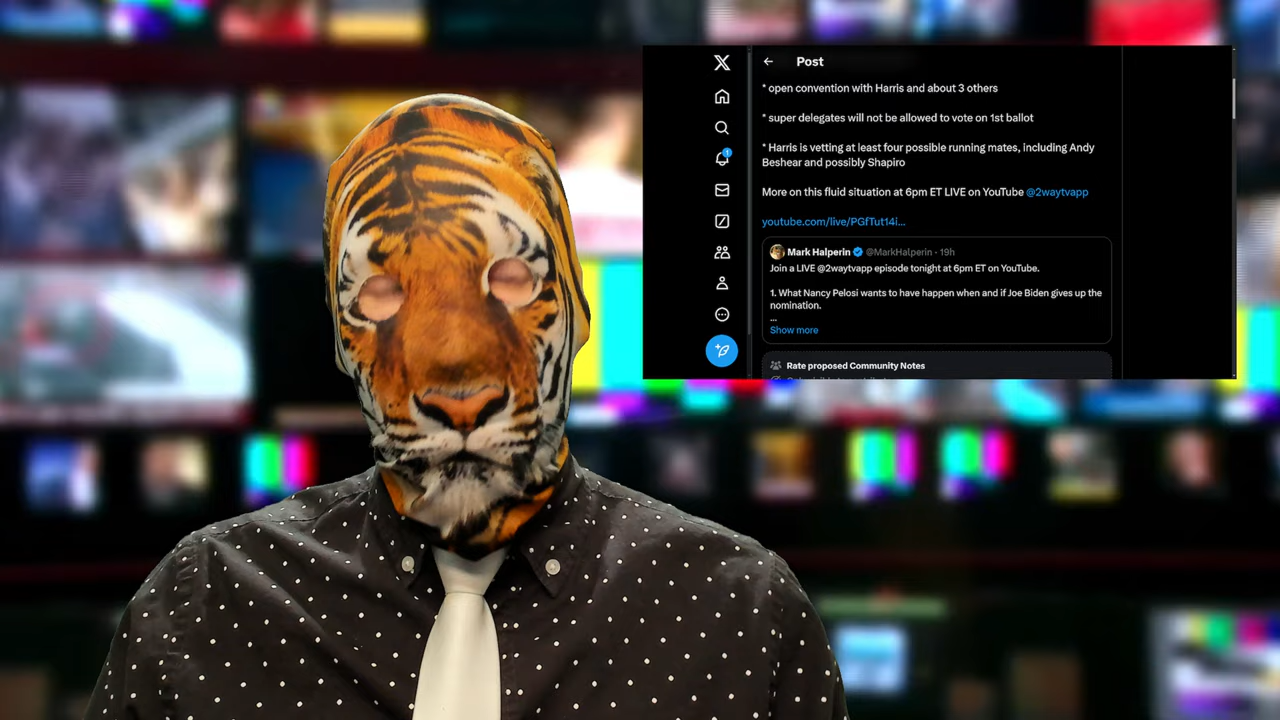 Post
* open convention with Harris and about 3 others
* super delegates will not be allowed to vote on 1st ballot
* Harris is vetting at least four possible running mates, including Andy
Beshear and possibly Shapiro
More on this fluid situation at 6pm ET LIVE on YouTube @2waytvapp
youtube.com/live/PGfTut14i...
Mark Halperin @MarkHalperin · 19h
Join a LIVE @2waytvapp episode tonight at 6pm ET on YouTube.
1. What Nancy Pelosi wants to have happen when and if Joe Biden gives up the
nomination.
...
Show more
Rate proposed Community Notes